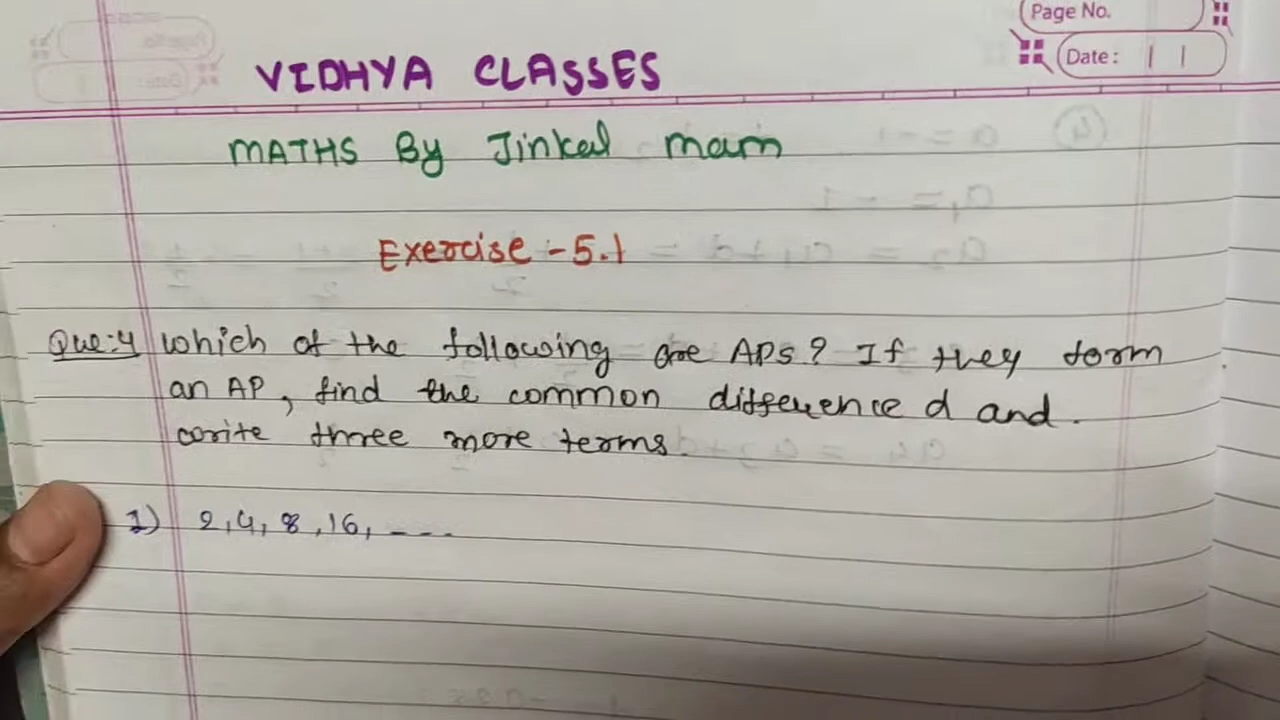 Page No.
Date:
VIDHYA CLASSES
MATHS By Jinkal mam
Exercise - 5.1
Que:4 which of the following are APs? If they form
an AP, find the common difference d and.
write three more terms.
1) 2,4,8,16,----